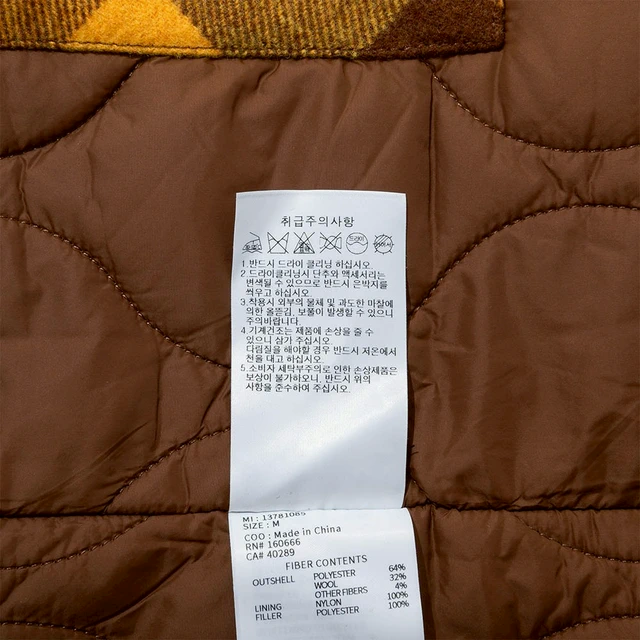 취급주의사항
드라이
1. 반드시 드라이 클리닝 하십시오.
2. 드라이클리닝시 단추와 액세서리는
변색될 수 있으므로 반드시 은박지를
씌우고 하십시오.
3. 착용시 외부의 물체 및 과도한 마찰에
의한 올뜯김, 보풀이 발생할 수 있으니
주의바랍니다.
4. 기계건조는 제품에 손상을 줄 수
있으니 삼가 주십시오.
다림질을 해야할 경우 반드시 저온에서
천을 대고 하십시오.
5. 소비자 세탁부주의로 인한 손상제품은
보상이 불가하오니, 반드시 위의
사항을 준수하여 주십시오.
MI : 13781085
SIZE : M
COO : Made in China
RN# 160666
CA# 40289
FIBER CONTENTS
OUTSHELL POLYESTER 64%
WOOL 32%
OTHER FIBERS 4%
LINING NYLON 100%
FILLER POLYESTER 100%